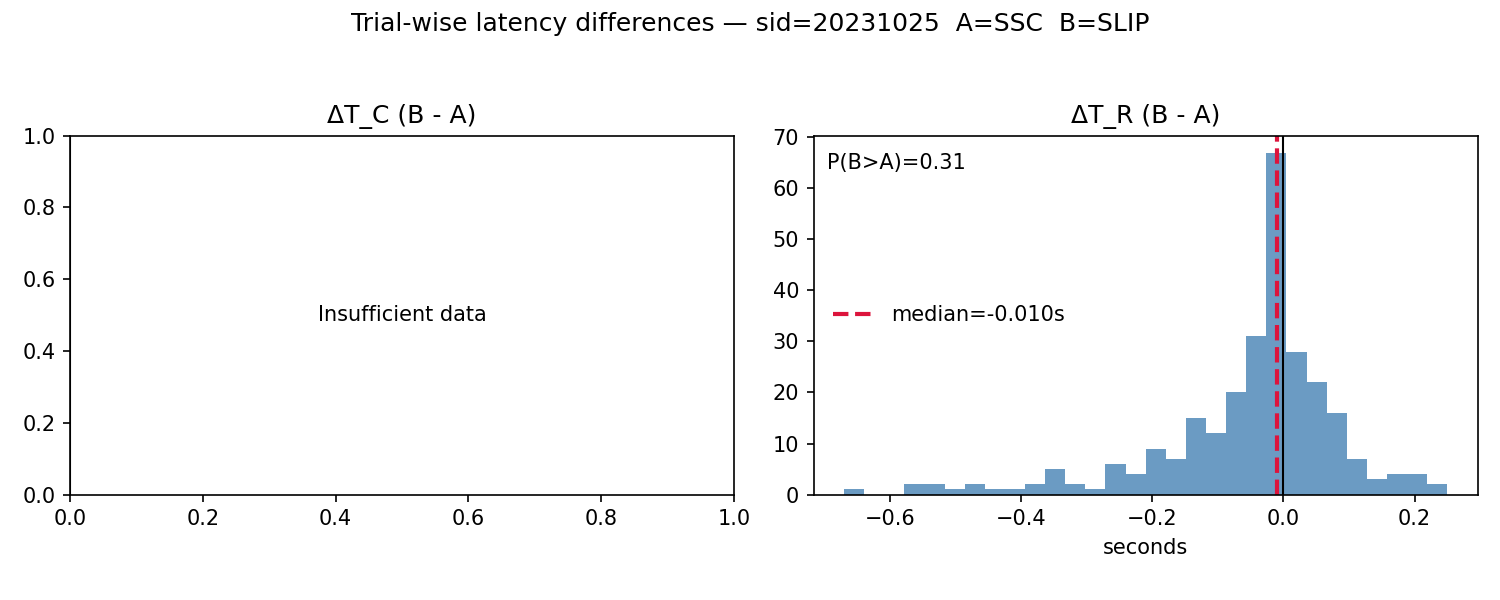 Trial-wise latency differences — sid=20231025  A=SSC  B=SLIP
ΔT_C (B - A)
1.0
0.8
0.6
0.4
0.2
0.0
Insufficient data
0.0 0.2 0.4 0.6 0.8 1.0
ΔT_R (B - A)
70
60
50
40
30
20
10
0
P(B>A)=0.31
median=-0.010s
−0.6 −0.4 −0.2 0.0 0.2
seconds